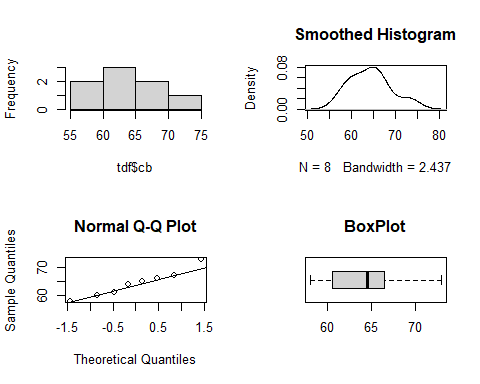 Frequency
0
2
55 60 65 70 75
tdf$cb
Smoothed Histogram
Density
0.00
0.08
50 60 70 80
N = 8 Bandwidth = 2.437
Normal Q-Q Plot
Sample Quantiles
60
70
-1.5 -0.5 0.5 1.5
Theoretical Quantiles
BoxPlot
60 65 70